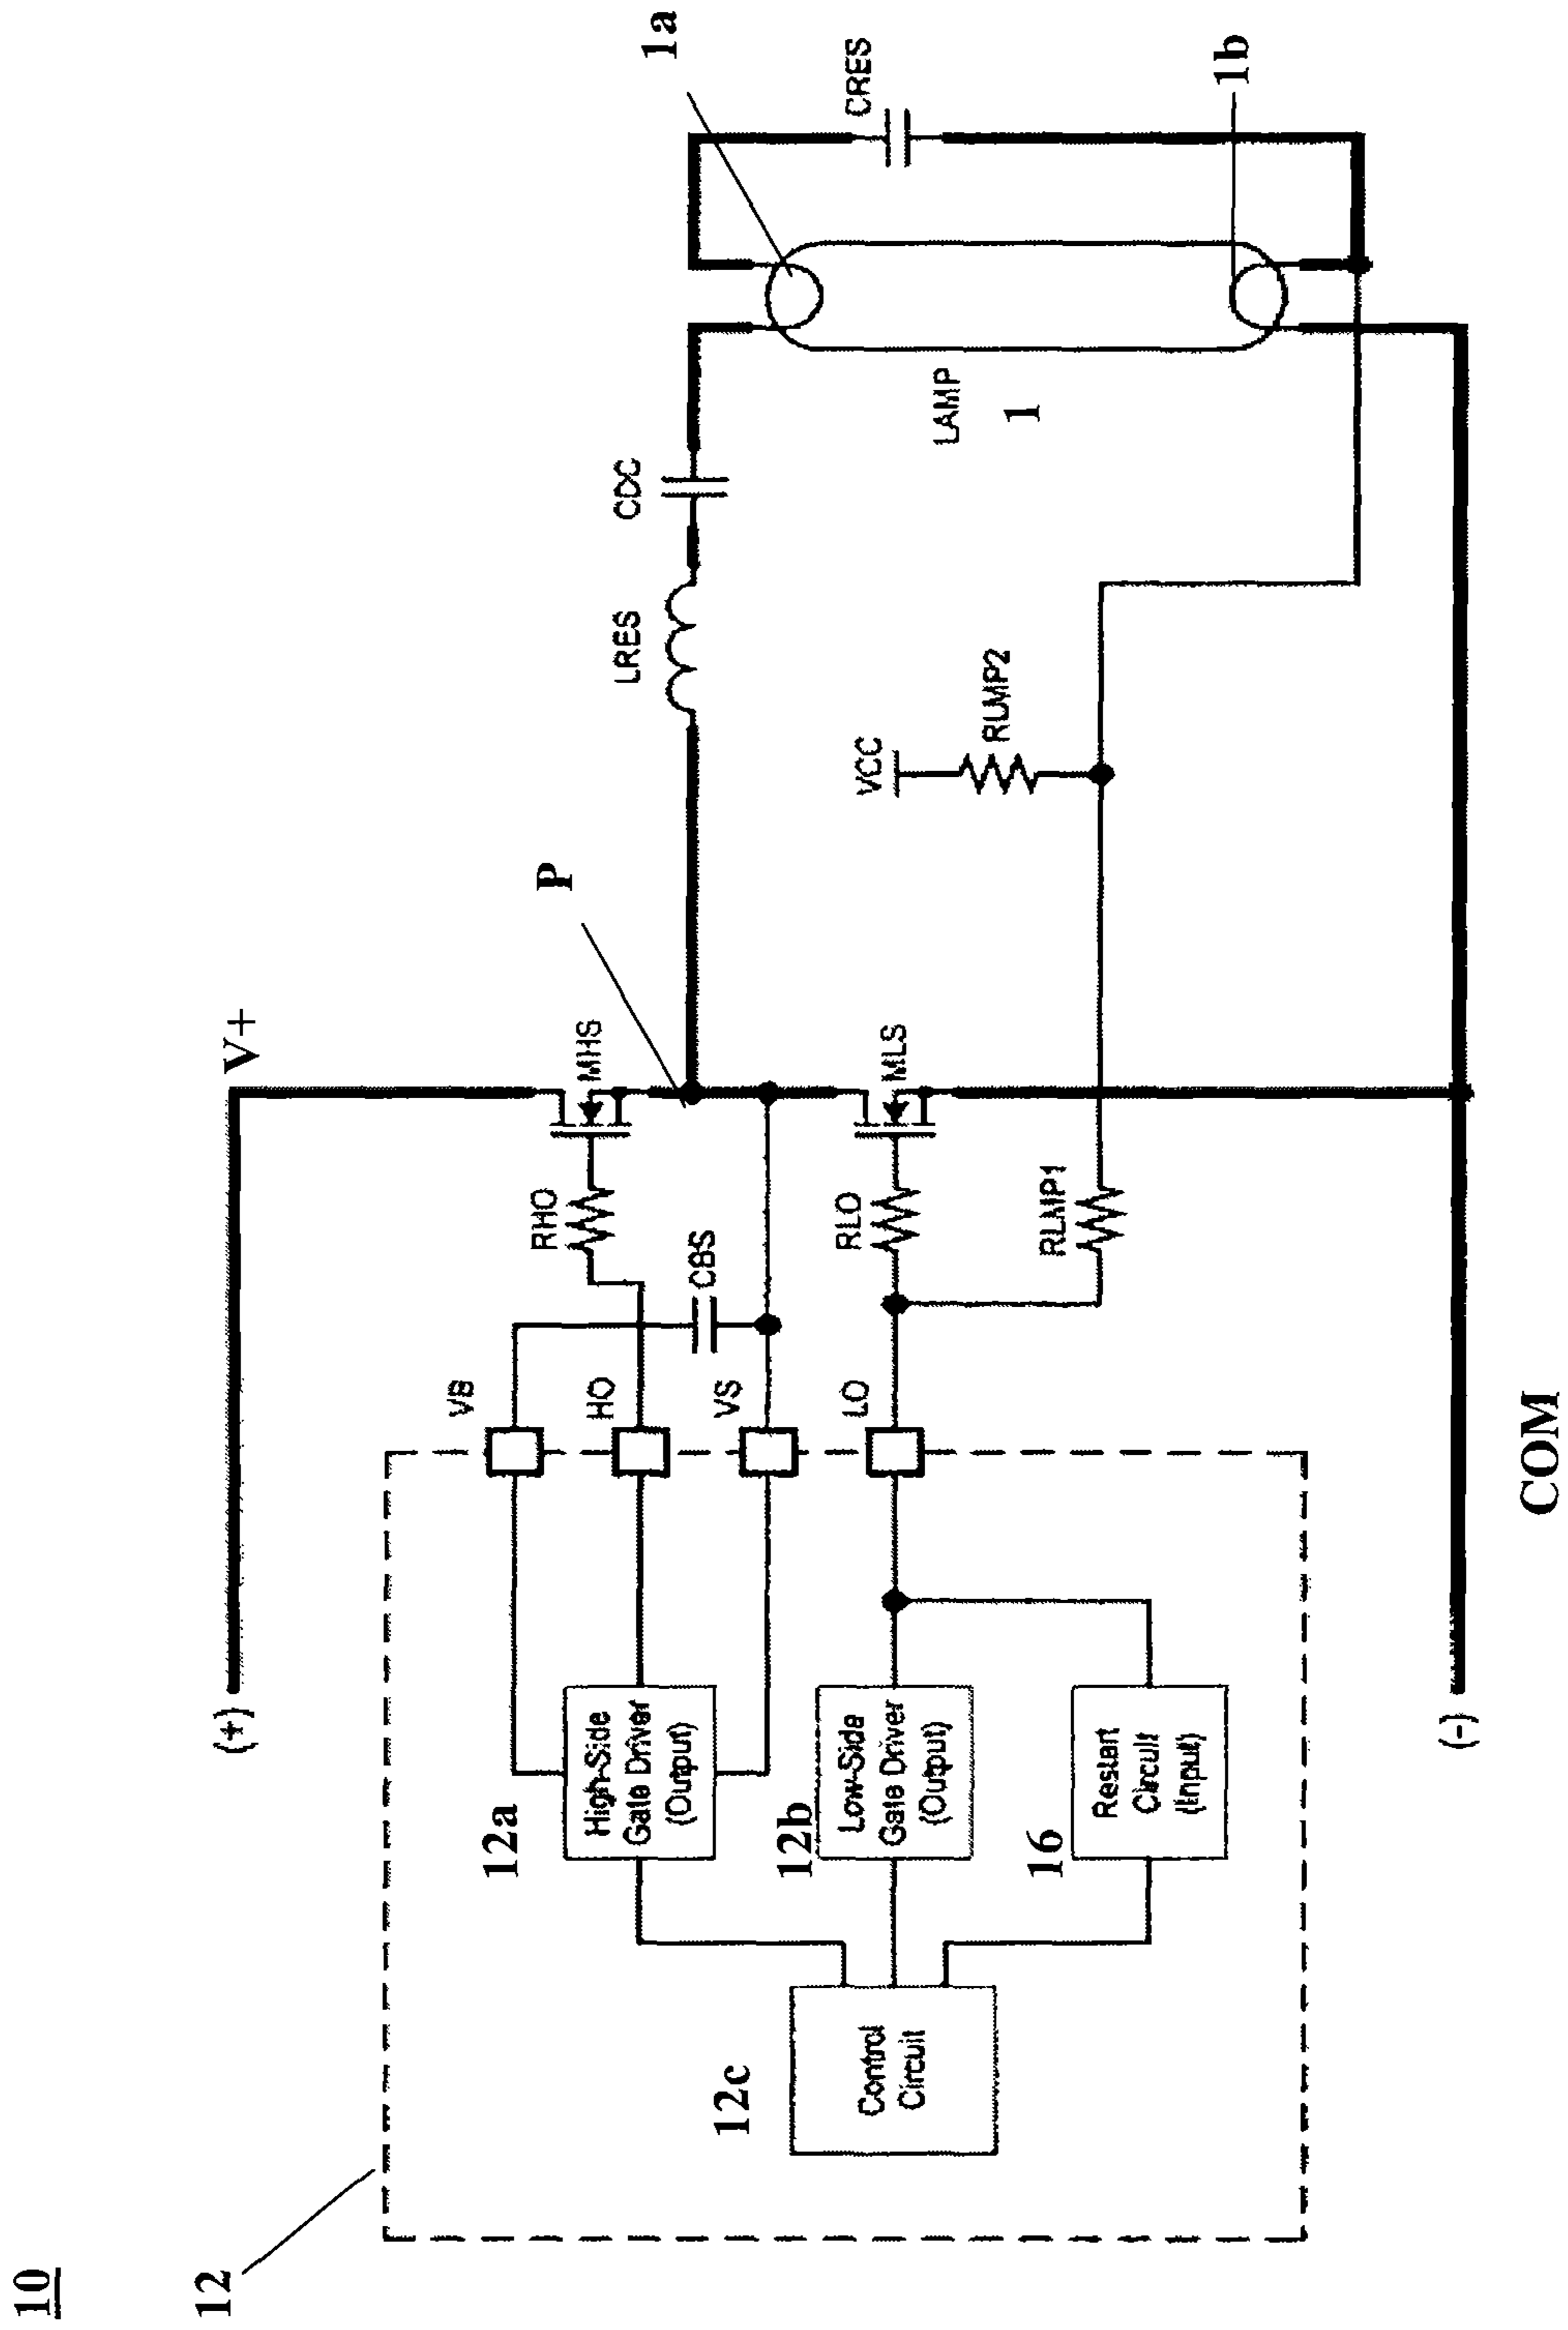 10
12
(+)
V+
P
VB
HO
VS
LO
RHO
CBS
MHS
RLO
MLS
RLMP1
LRES
CDC
VCC
RLMP2
LAMP
1
1a
CRES
1b
12a
High-Side
Gate Driver
(Output)
12b
Low-Side
Gate Driver
(Output)
16
Restart
Circuit
(Input)
12c
Control
Circuit
(-)
COM